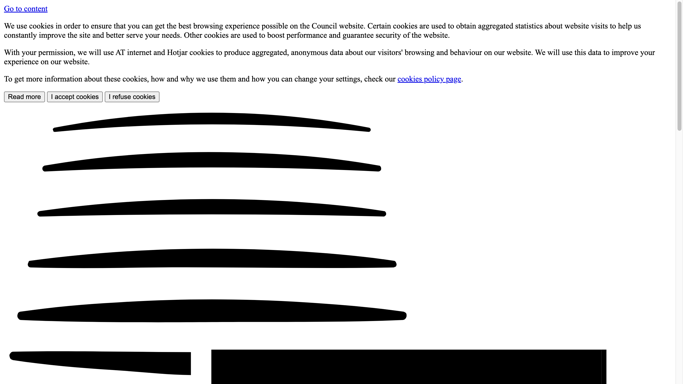 Go to content
We use cookies in order to ensure that you can get the best browsing experience possible on the Council website. Certain cookies are used to obtain aggregated statistics about website visits to help us
constantly improve the site and better serve your needs. Other cookies are used to boost performance and guarantee security of the website.
With your permission, we will use AT internet and Hotjar cookies to produce aggregated, anonymous data about our visitors' browsing and behaviour on our website. We will use this data to improve your
experience on our website.
To get more information about these cookies, how and why we use them and how you can change your settings, check our cookies policy page.
Read more I accept cookies I refuse cookies